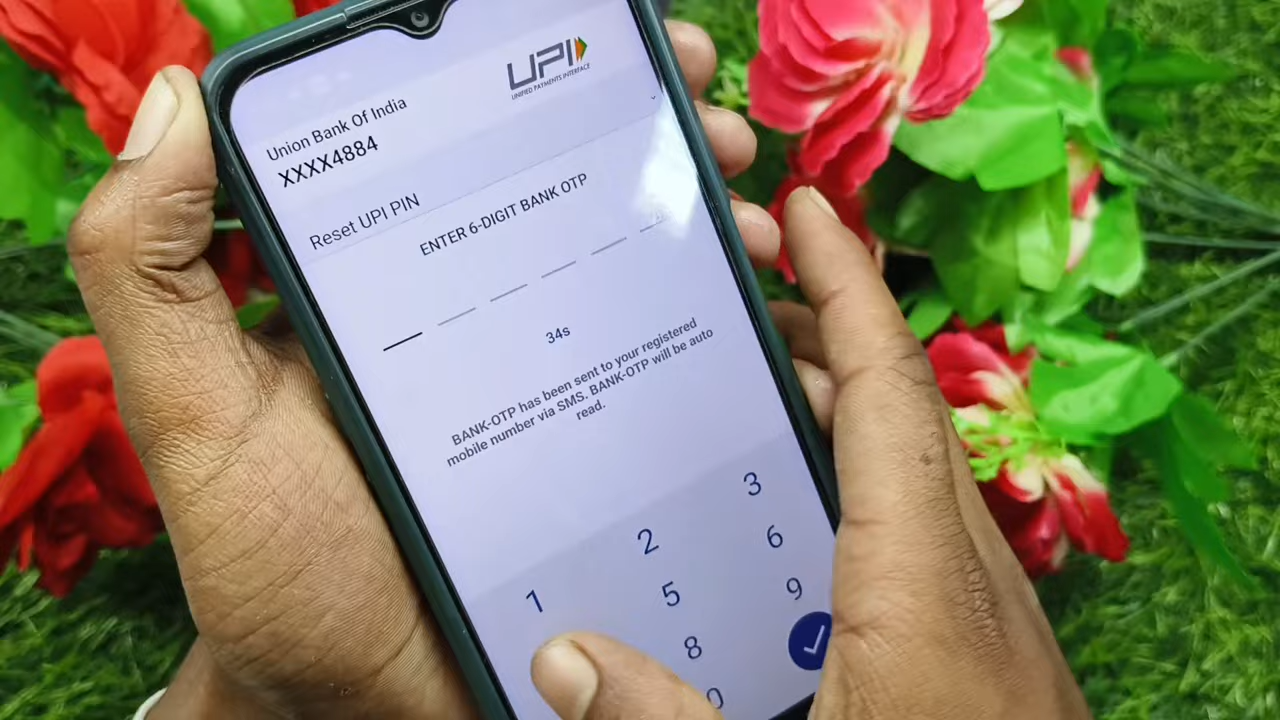 UPI
UNIFIED PAYMENTS INTERFACE
Union Bank Of India
XXXX4884
Reset UPI PIN
ENTER 6-DIGIT BANK OTP
34s
BANK-OTP has been sent to your registered
mobile number via SMS. BANK-OTP will be auto
read.
1 2 3
5 6
8 9
0